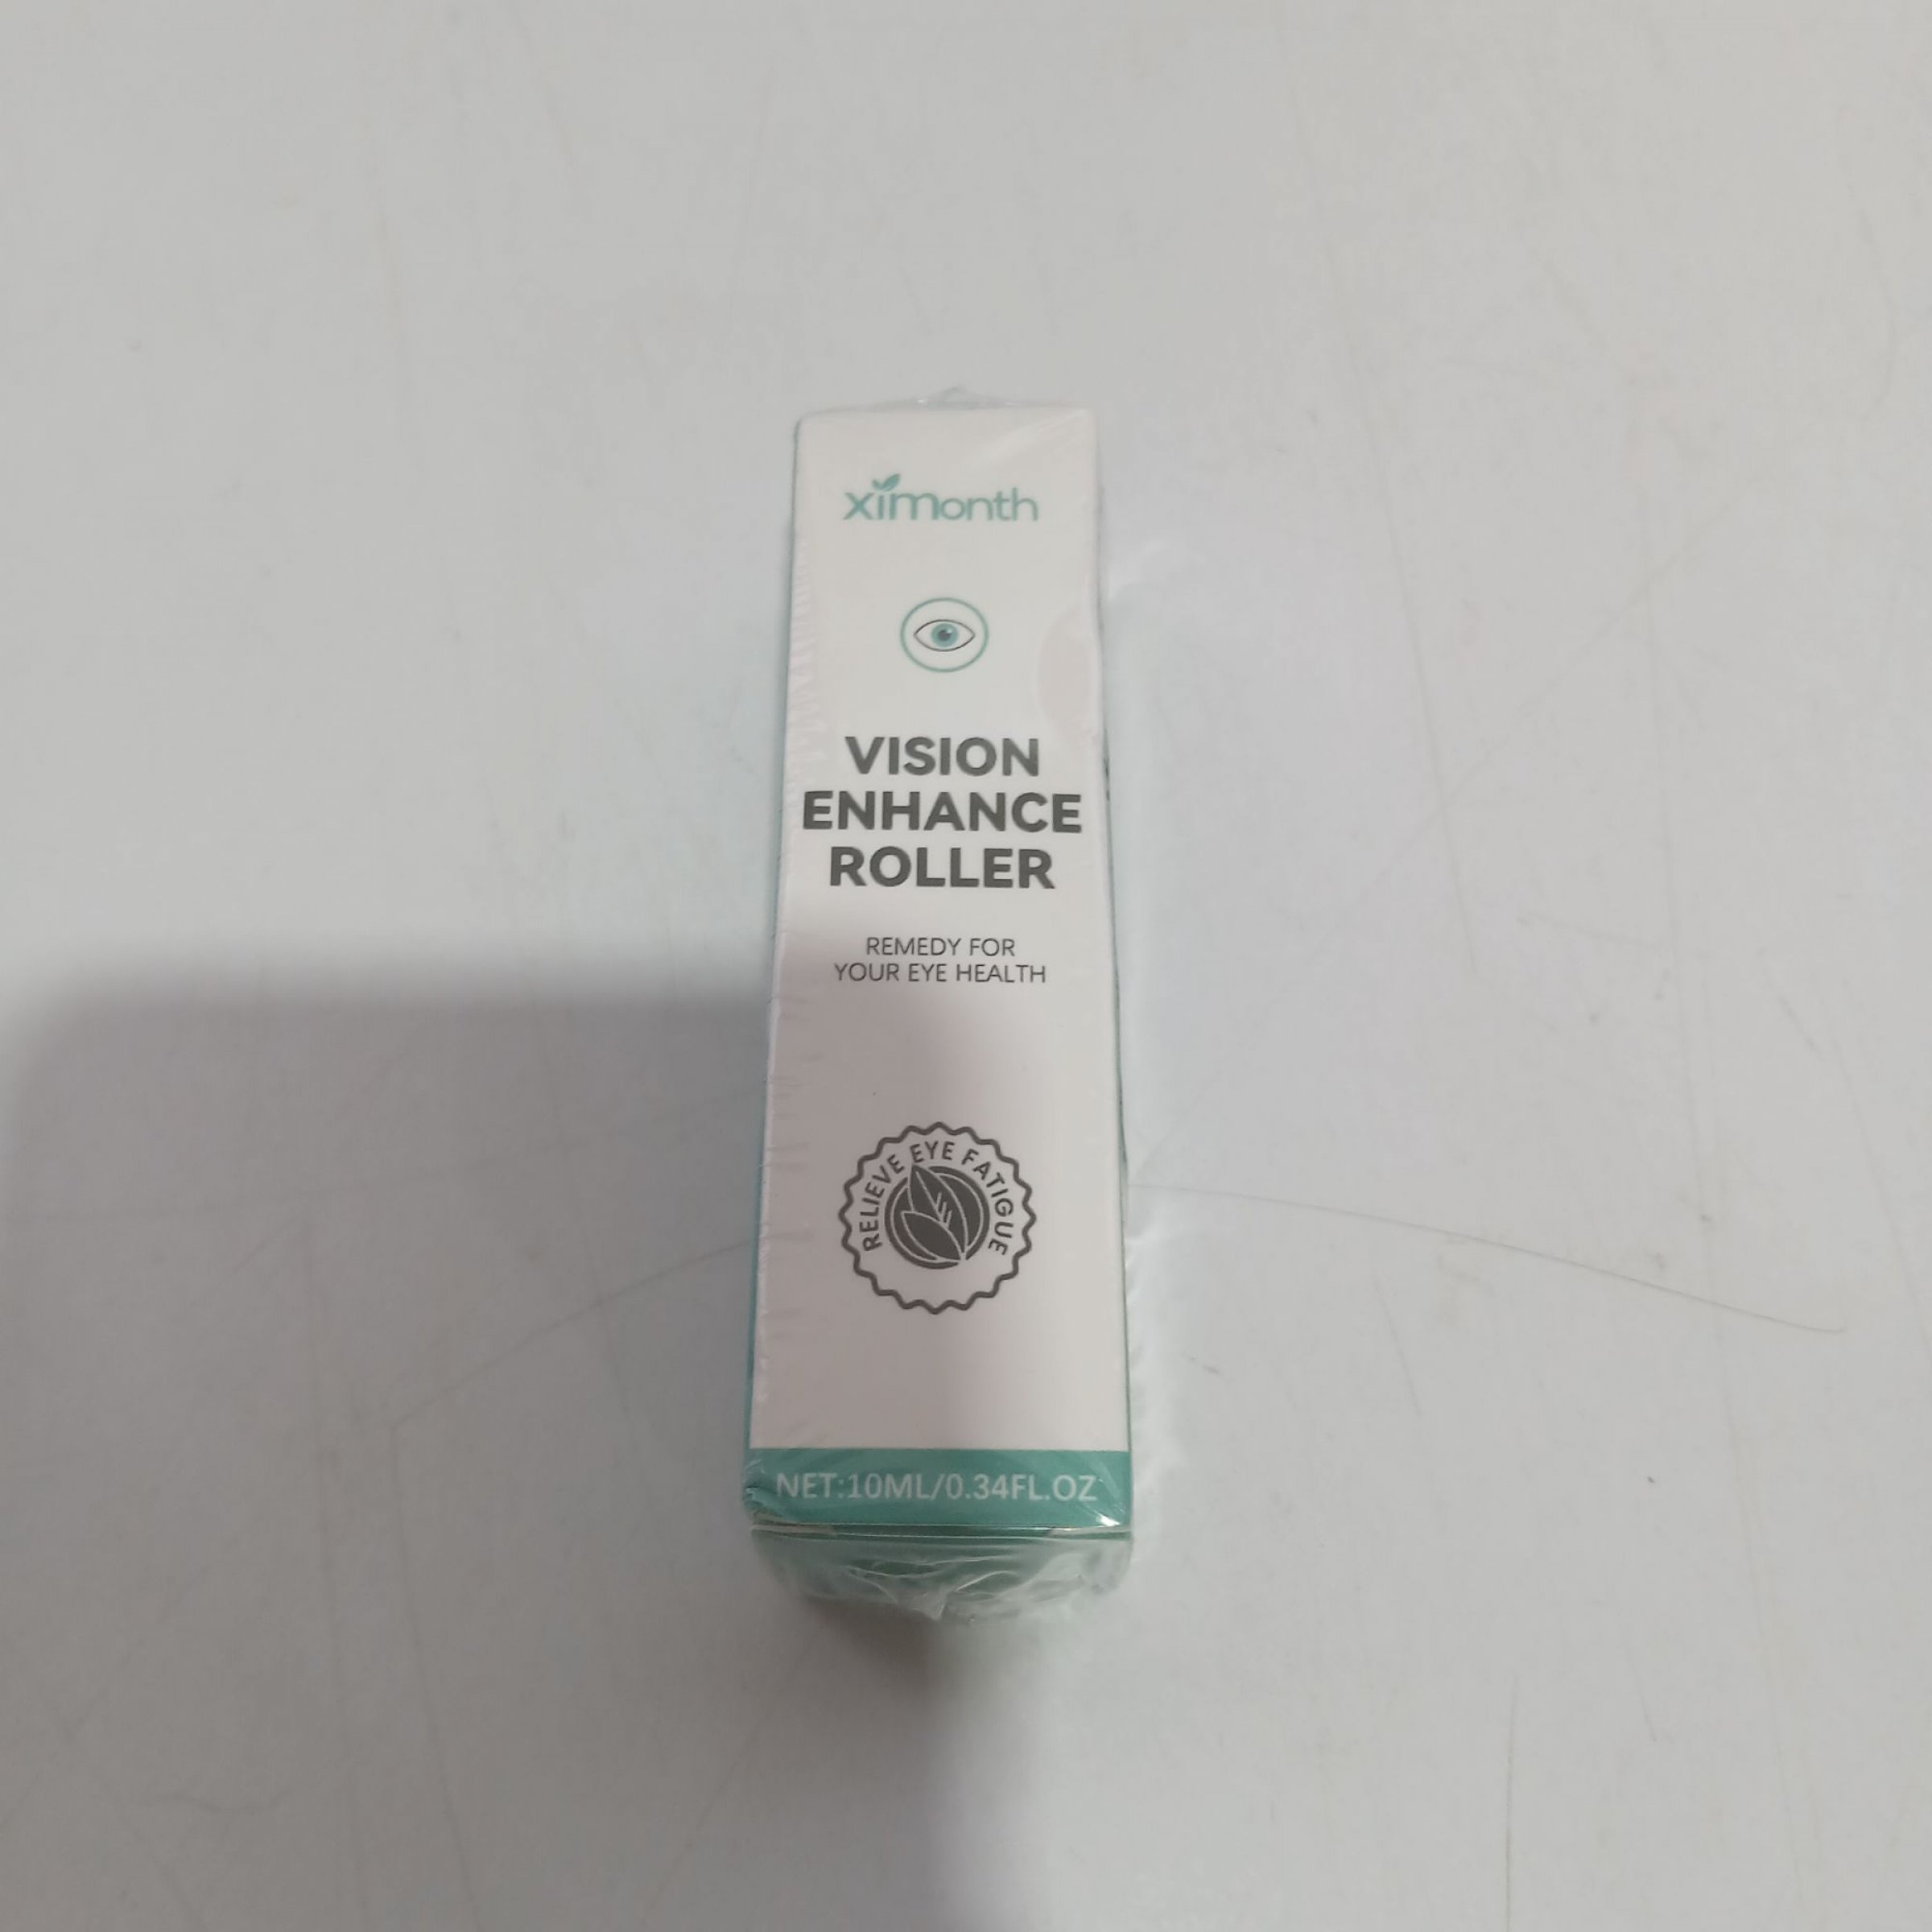 ximonth
VISION
ENHANCE
ROLLER
REMEDY FOR
YOUR EYE HEALTH
RELIEVE EYE FATIGUE
NET:10ML/0.34FL.OZ